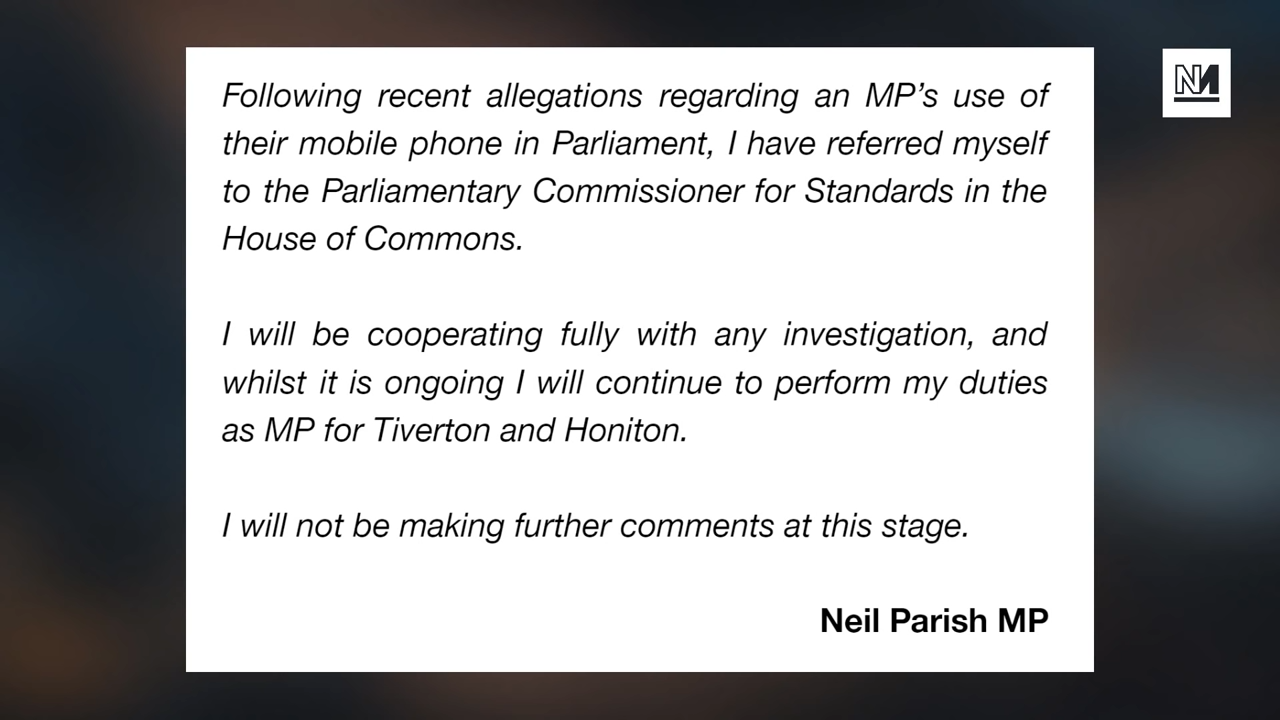 Following recent allegations regarding an MP’s use of
their mobile phone in Parliament, I have referred myself
to the Parliamentary Commissioner for Standards in the
House of Commons.
I will be cooperating fully with any investigation, and
whilst it is ongoing I will continue to perform my duties
as MP for Tiverton and Honiton.
I will not be making further comments at this stage.
Neil Parish MP
NM